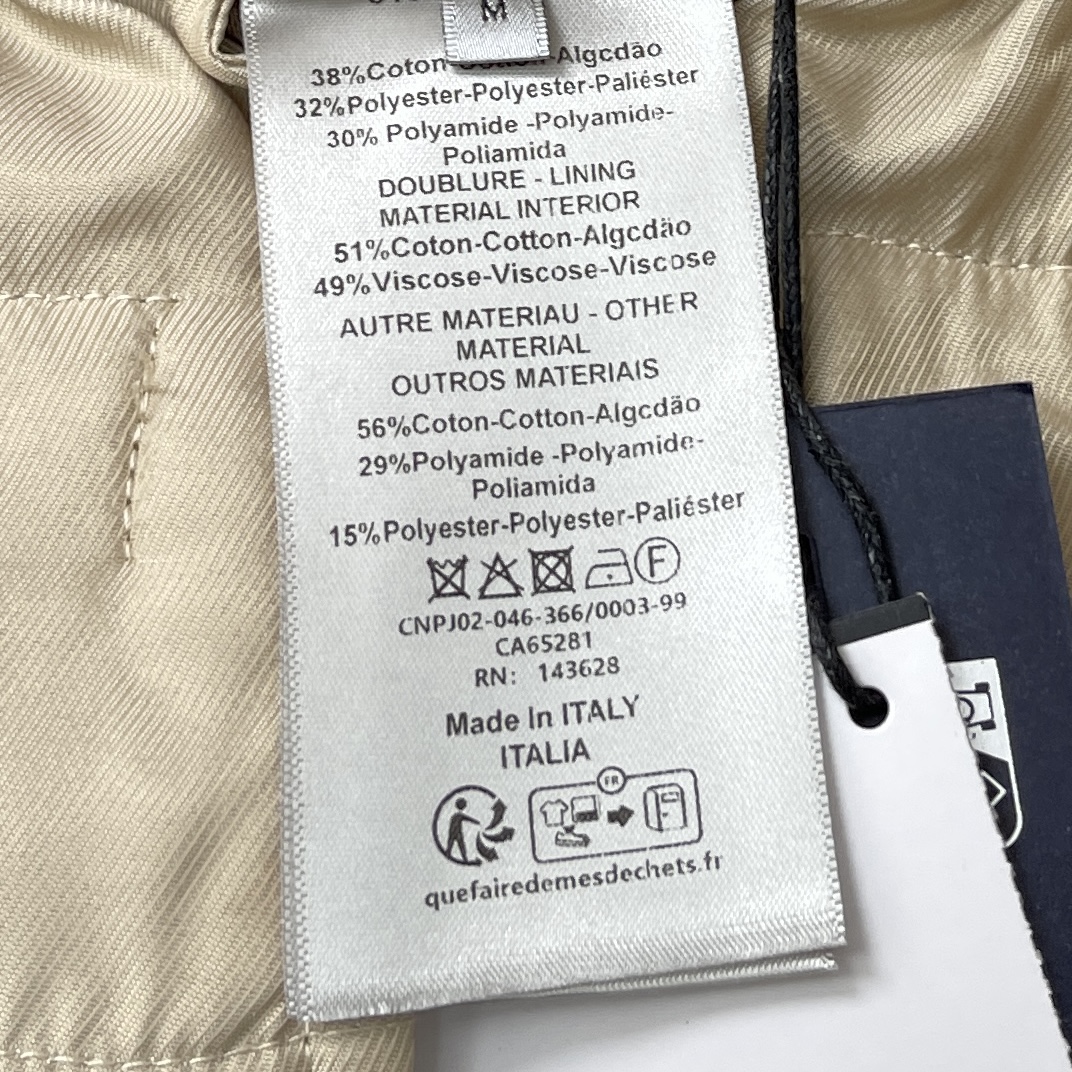 M
38%Coton-Cotton-Algcdão
32%Polyester-Polyester-Paliéster
30% Polyamide -Polyamide-
Poliamida
DOUBLURE - LINING
MATERIAL INTERIOR
51%Coton-Cotton-Algcdão
49%Viscose-Viscose-Viscose
AUTRE MATERIAU - OTHER
MATERIAL
OUTROS MATERIAIS
56%Coton-Cotton-Algcdão
29%Polyamide -Polyamide-
Poliamida
15%Polyester-Polyester-Paliéster
F
CNPJ02-046-366/0003-99
CA65281
RN: 143628
Made In ITALY
ITALIA
FR
quefairedemesdechets.fr